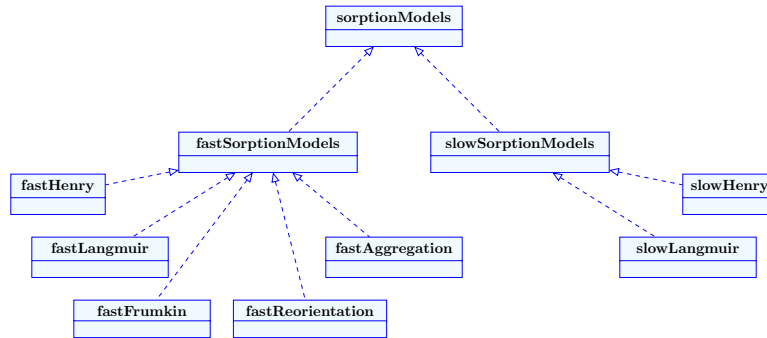 sorptionModels
fastSorptionModels
slowSorptionModels
fastHenry
slowHenry
fastLangmuir
fastAggregation
slowLangmuir
fastFrumkin
fastReorientation